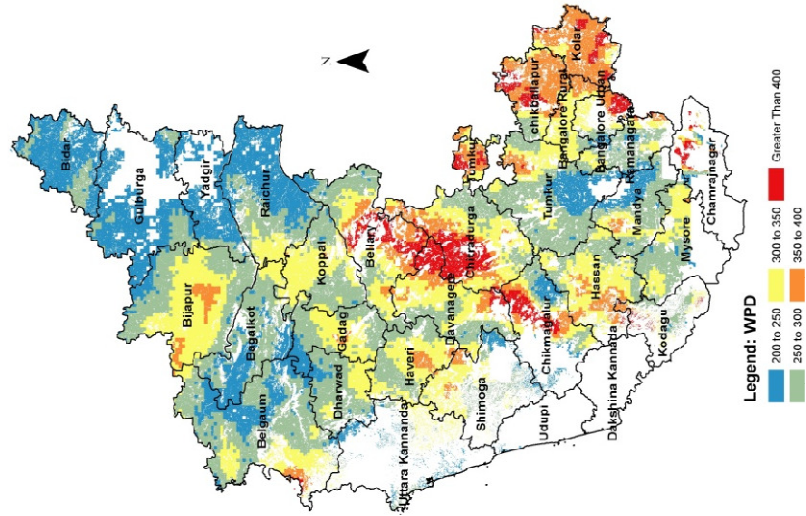 N
Bidar
Gulburga
Yadgir
Raichur
Bijapur
Bagalkot
Koppal
Belgaum
Dharwad
Gadag
Bellary
Haveri
Uttara Kannanda
Davanagere
Chitradurga
Shimoga
Tumkur
chikballapur
Kolar
Bangalore Rural
Bangalore Urban
Ramanagara
Tumkur
Chikmagalur
Hassan
Mandya
Udupi
Dakshina Kannada
Kodagu
Mysore
Chamrajnagar
Legend: WPD
200 to 250
250 to 300
300 to 350
350 to 400
Greater Than 400